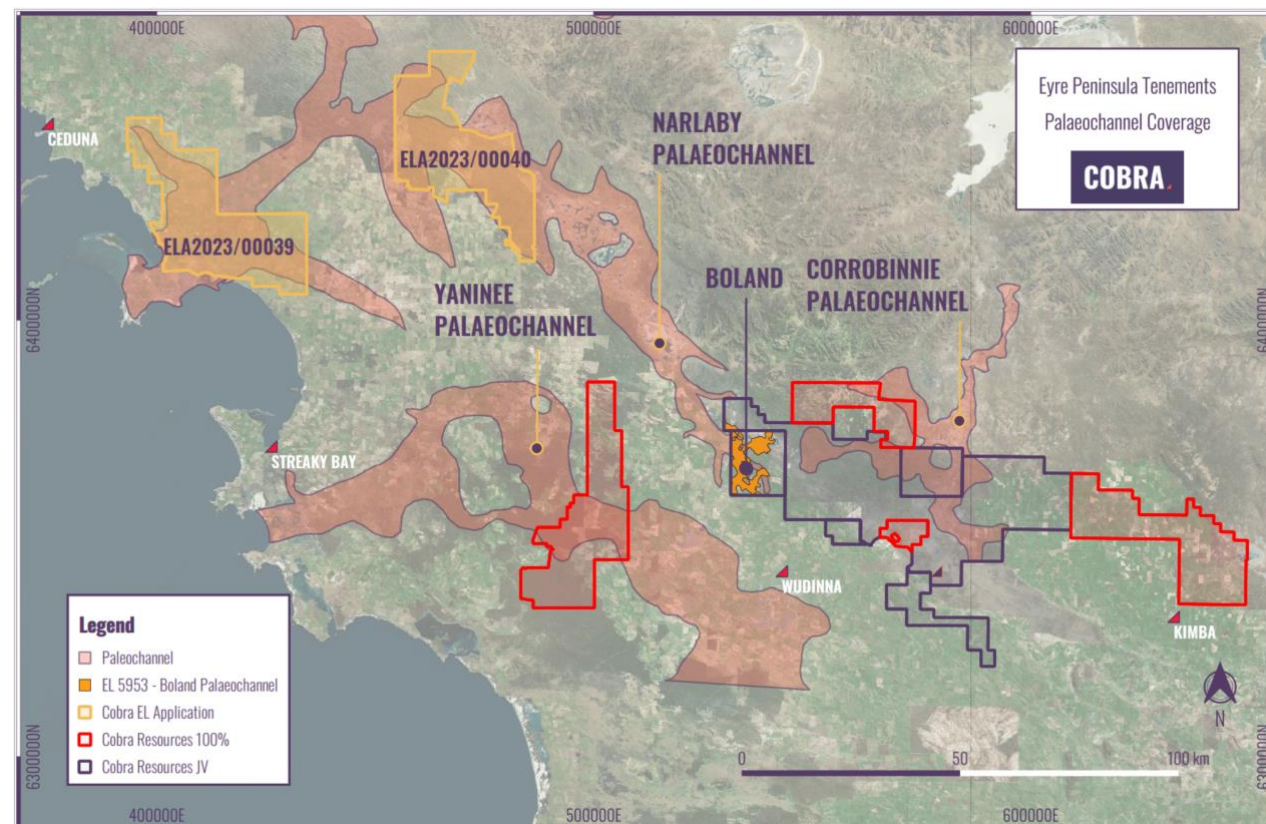 400000E
500000E
600000E
Eyre Peninsula Tenements
Palaeochannel Coverage
COBRA
CEDUNA
NARLABY
PALAEOCHANNEL
ELA2023/00040
ELA2023/00039
BOLAND
CORROBINNIE
PALAEOCHANNEL
YANINEE
PALAEOCHANNEL
6400000N
6400000N
STREAKY BAY
WUDINNA
KIMBA
Legend
Paleochannel
EL 5953 - Boland Palaeochannel
Cobra EL Application
Cobra Resources 100%
Cobra Resources JV
N
0
50
100 km
6300000N
6300000N
400000E
500000E
600000E